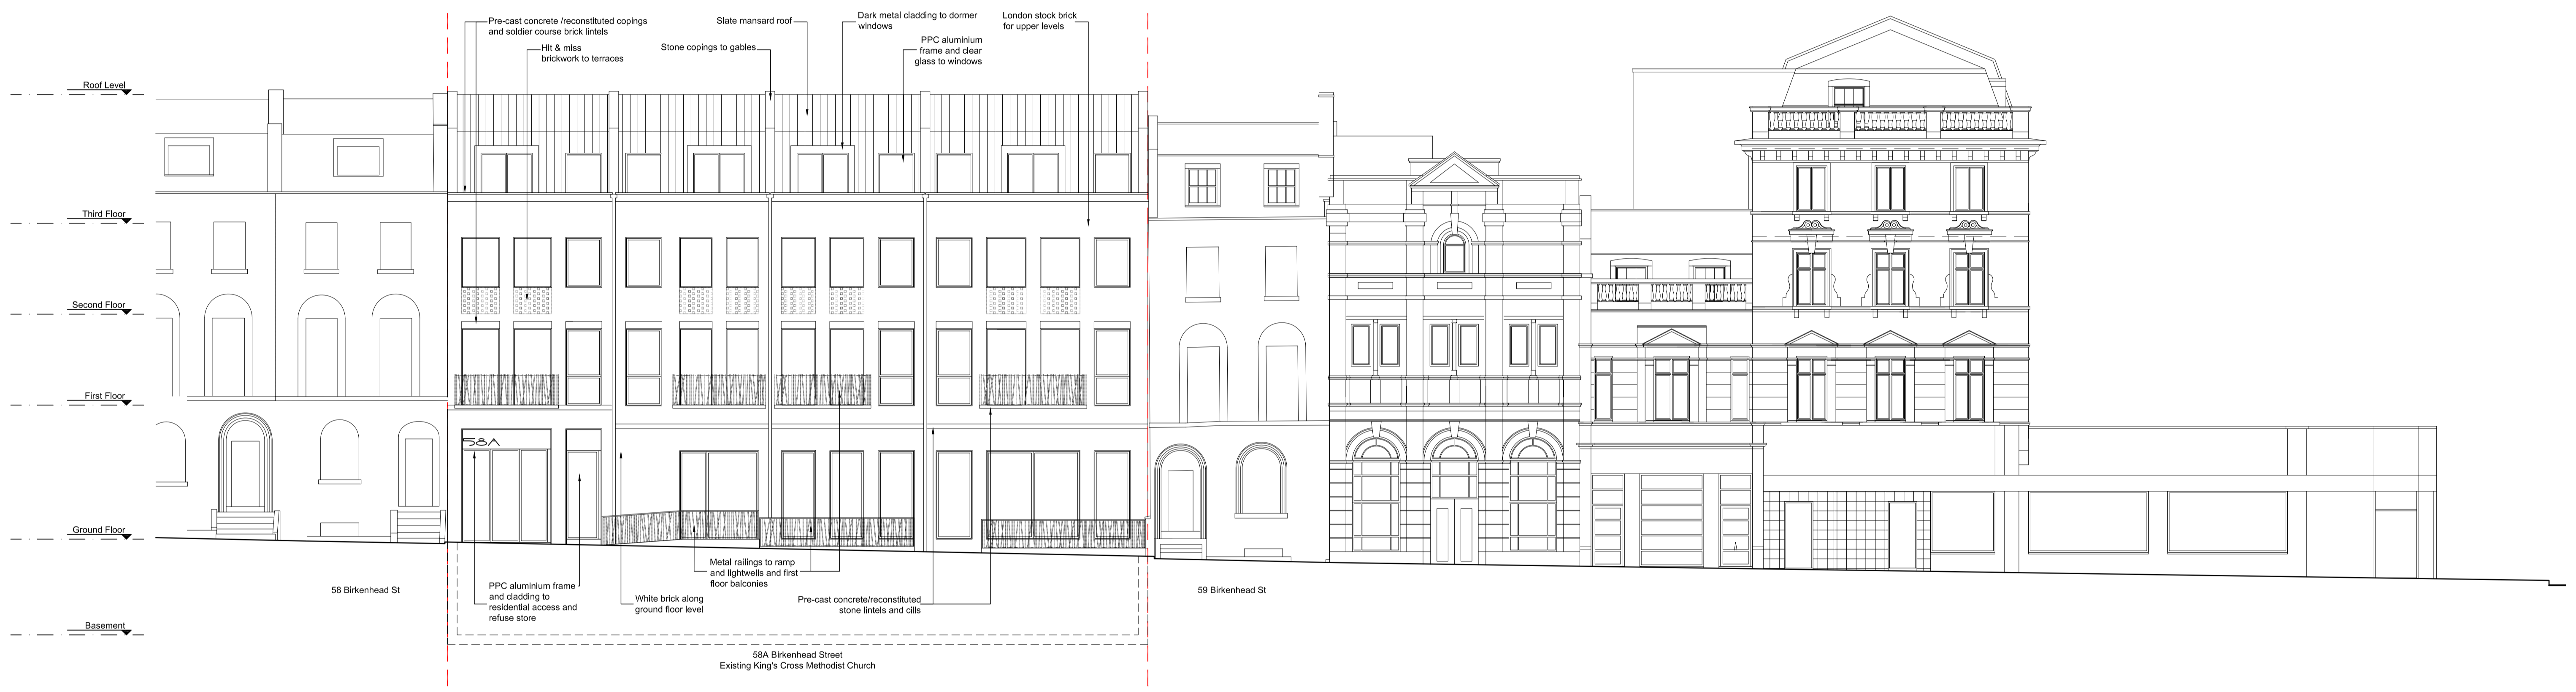 Pre-cast concrete /reconstituted copings
and soldier course brick lintels
Hit & miss
brickwork to terraces
Slate mansard roof
Stone copings to gables
Dark metal cladding to dormer
windows
PPC aluminium
frame and clear
glass to windows
London stock brick
for upper levels
Roof Level
Third Floor
Second Floor
First Floor
Ground Floor
Basement
58A
58 Birkenhead St
PPC aluminium frame
and cladding to
residential access and
refuse store
White brick along
ground floor level
Metal railings to ramp
and lightwells and first
floor balconies
Pre-cast concrete/reconstituted
stone lintels and cills
59 Birkenhead St
58A Birkenhead Street
Existing King's Cross Methodist Church